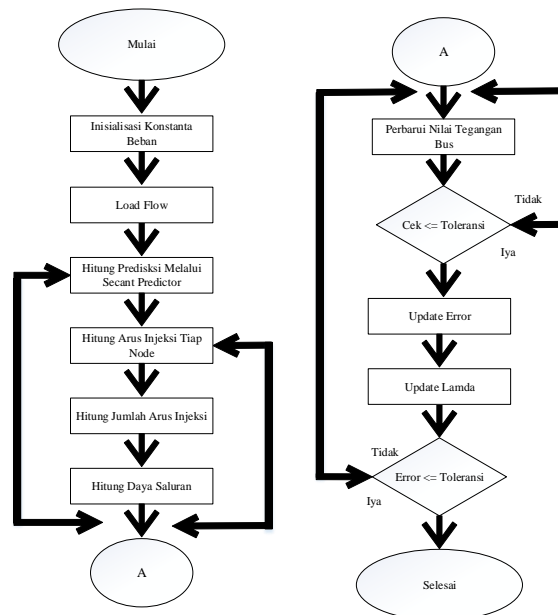 Mulai
Inisialisasi Konstanta
Beban
Load Flow
Hitung Predisksi Melalui
Secant Predictor
Hitung Arus Injeksi Tiap
Node
Hitung Jumlah Arus Injeksi
Hitung Daya Saluran
A
A
Perbarui Nilai Tegangan
Bus
Tidak
Cek <= Toleransi
Iya
Update Error
Update Lamda
Tidak
Error <= Toleransi
Iya
Selesai